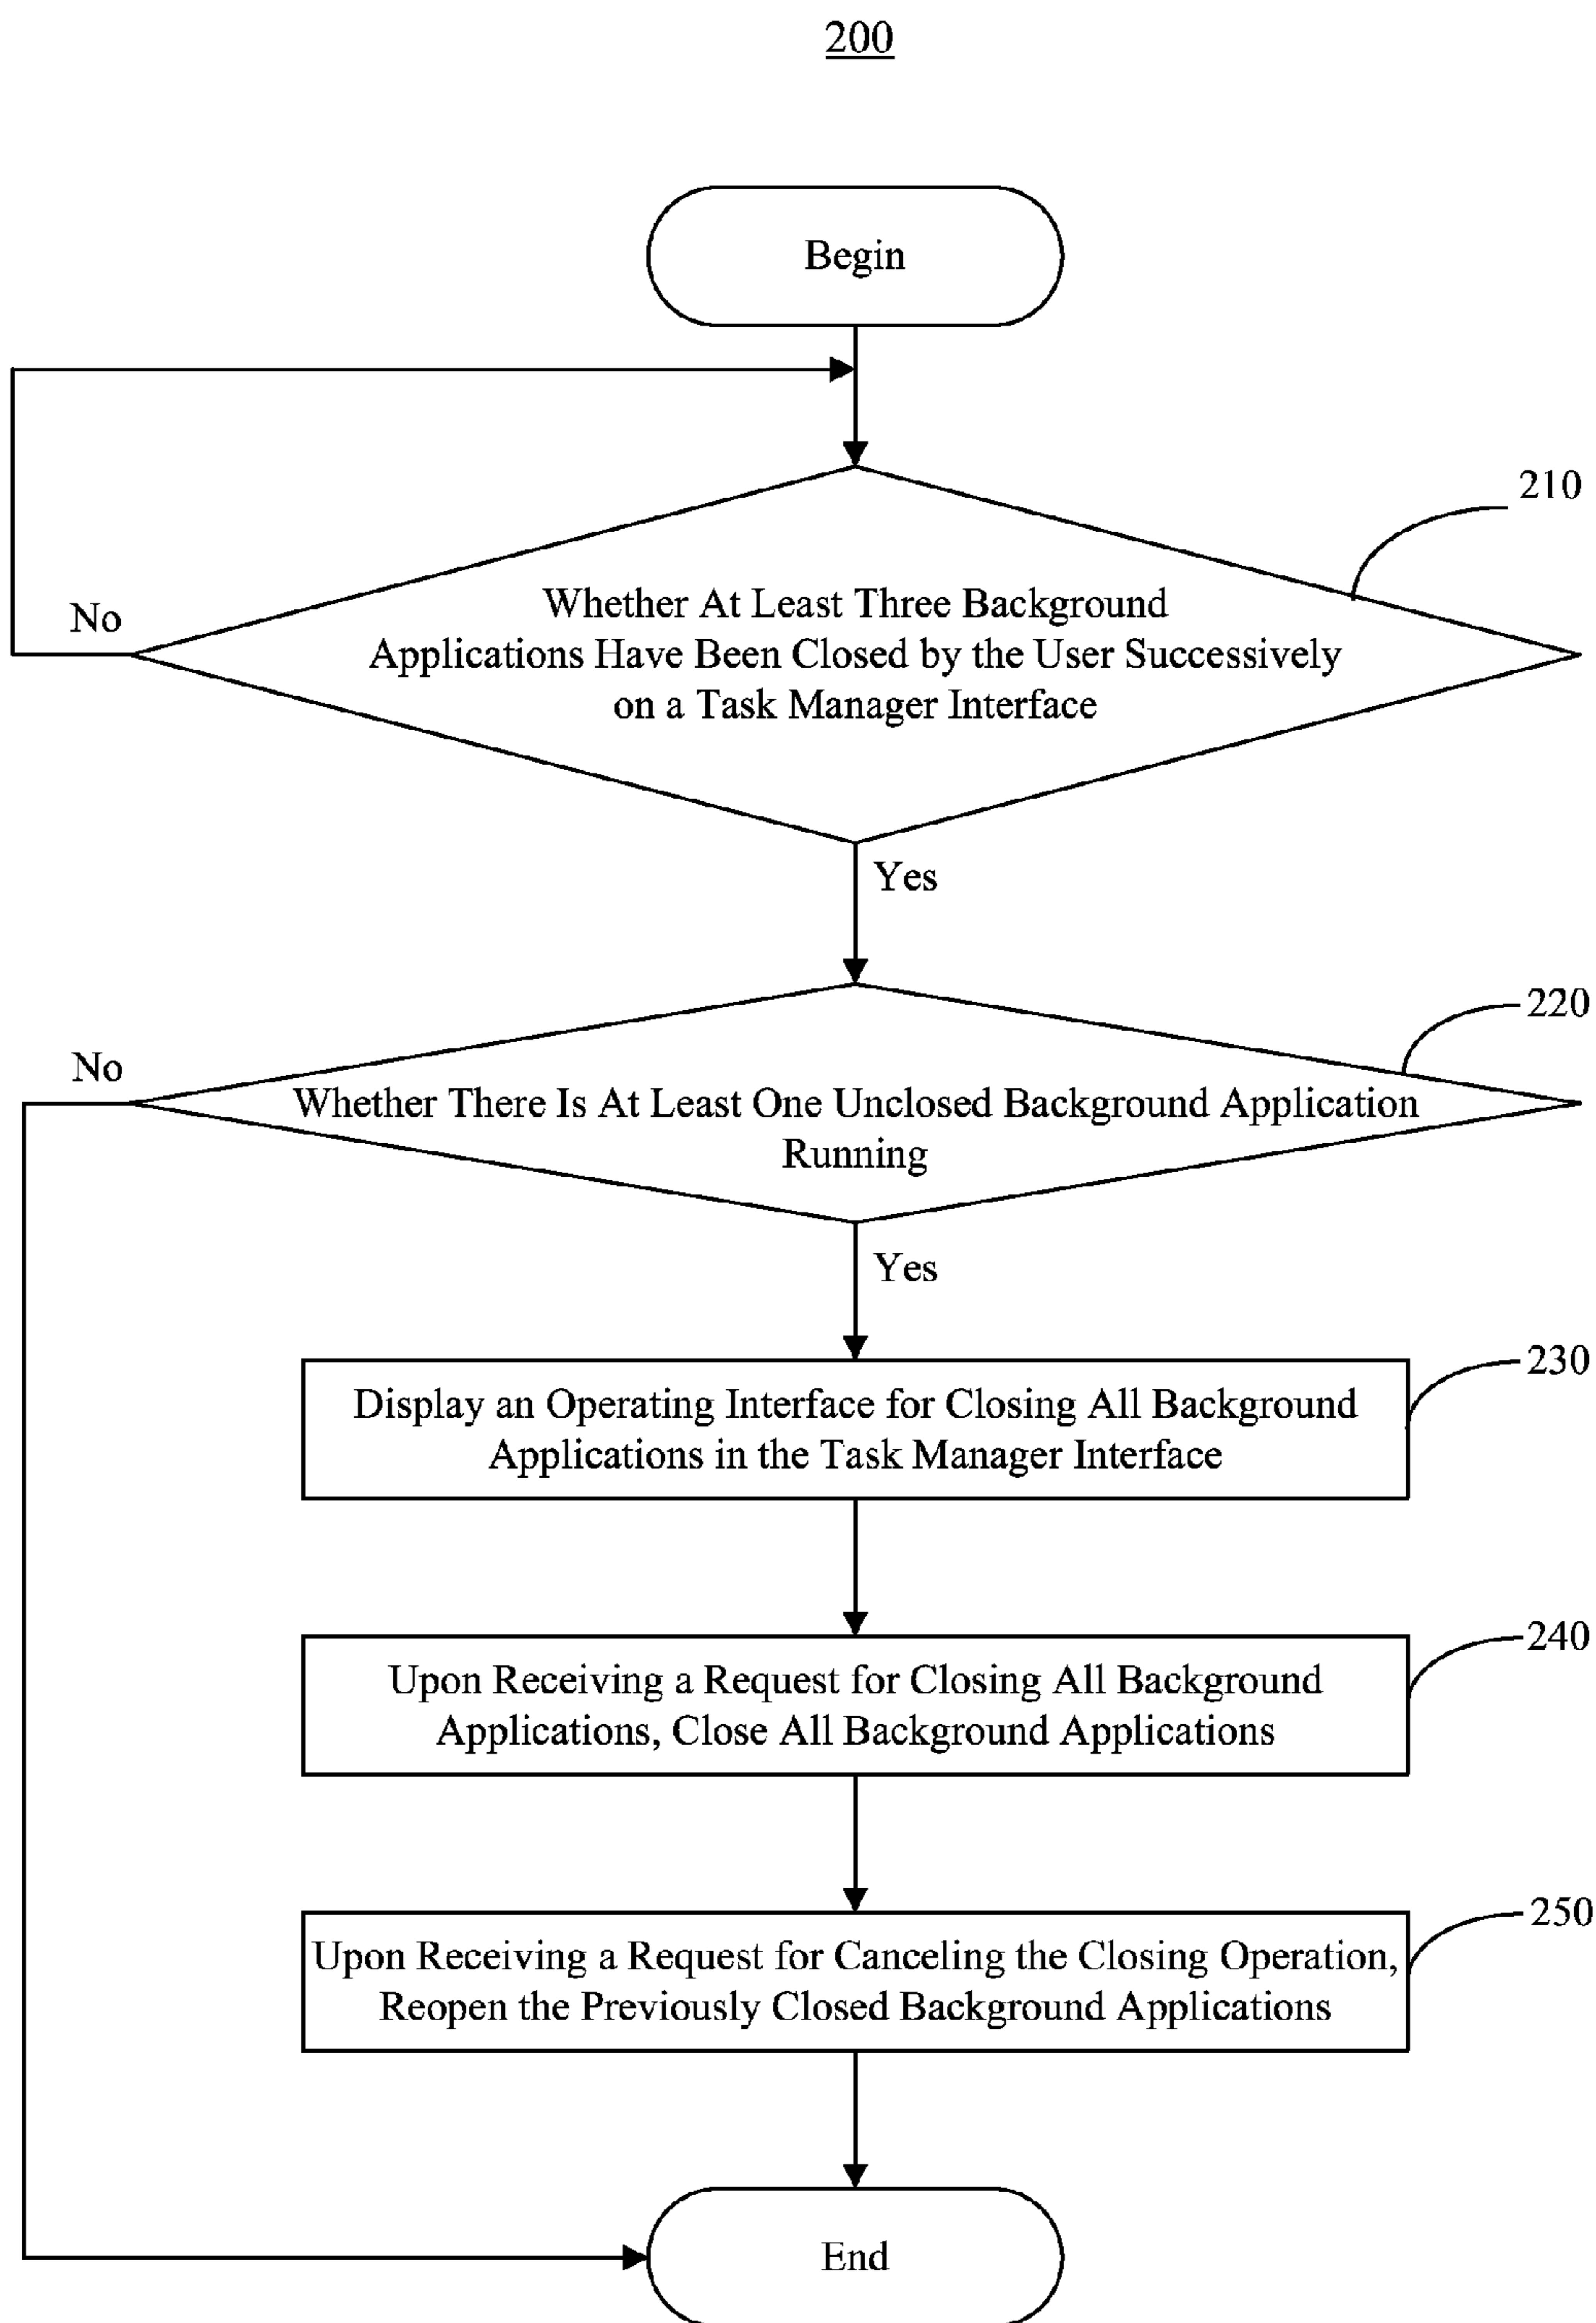 200
Begin
210
No
Whether At Least Three Background
Applications Have Been Closed by the User Successively
on a Task Manager Interface
Yes
220
No
Whether There Is At Least One Unclosed Background Application
Running
Yes
230
Display an Operating Interface for Closing All Background
Applications in the Task Manager Interface
240
Upon Receiving a Request for Closing All Background
Applications, Close All Background Applications
250
Upon Receiving a Request for Canceling the Closing Operation,
Reopen the Previously Closed Background Applications
End